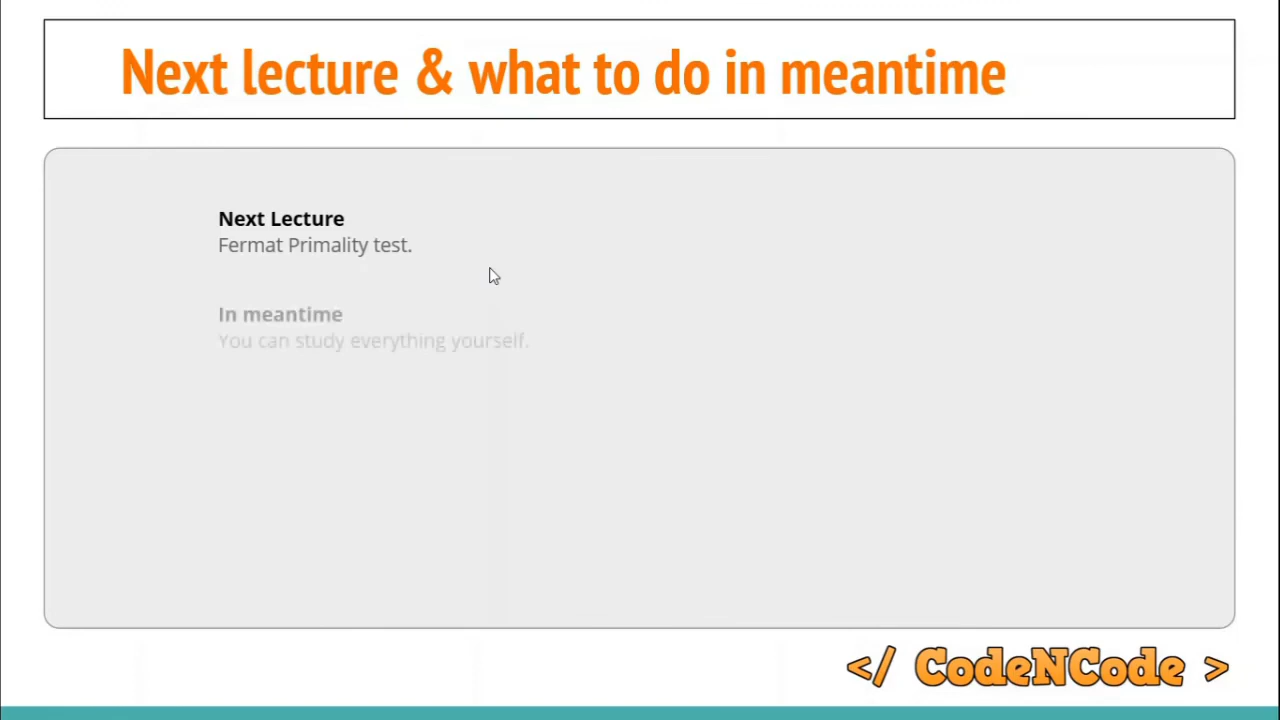 Next lecture & what to do in meantime
Next Lecture
Fermat Primality test.
In meantime
You can study everything yourself.
</ CodeNCode >